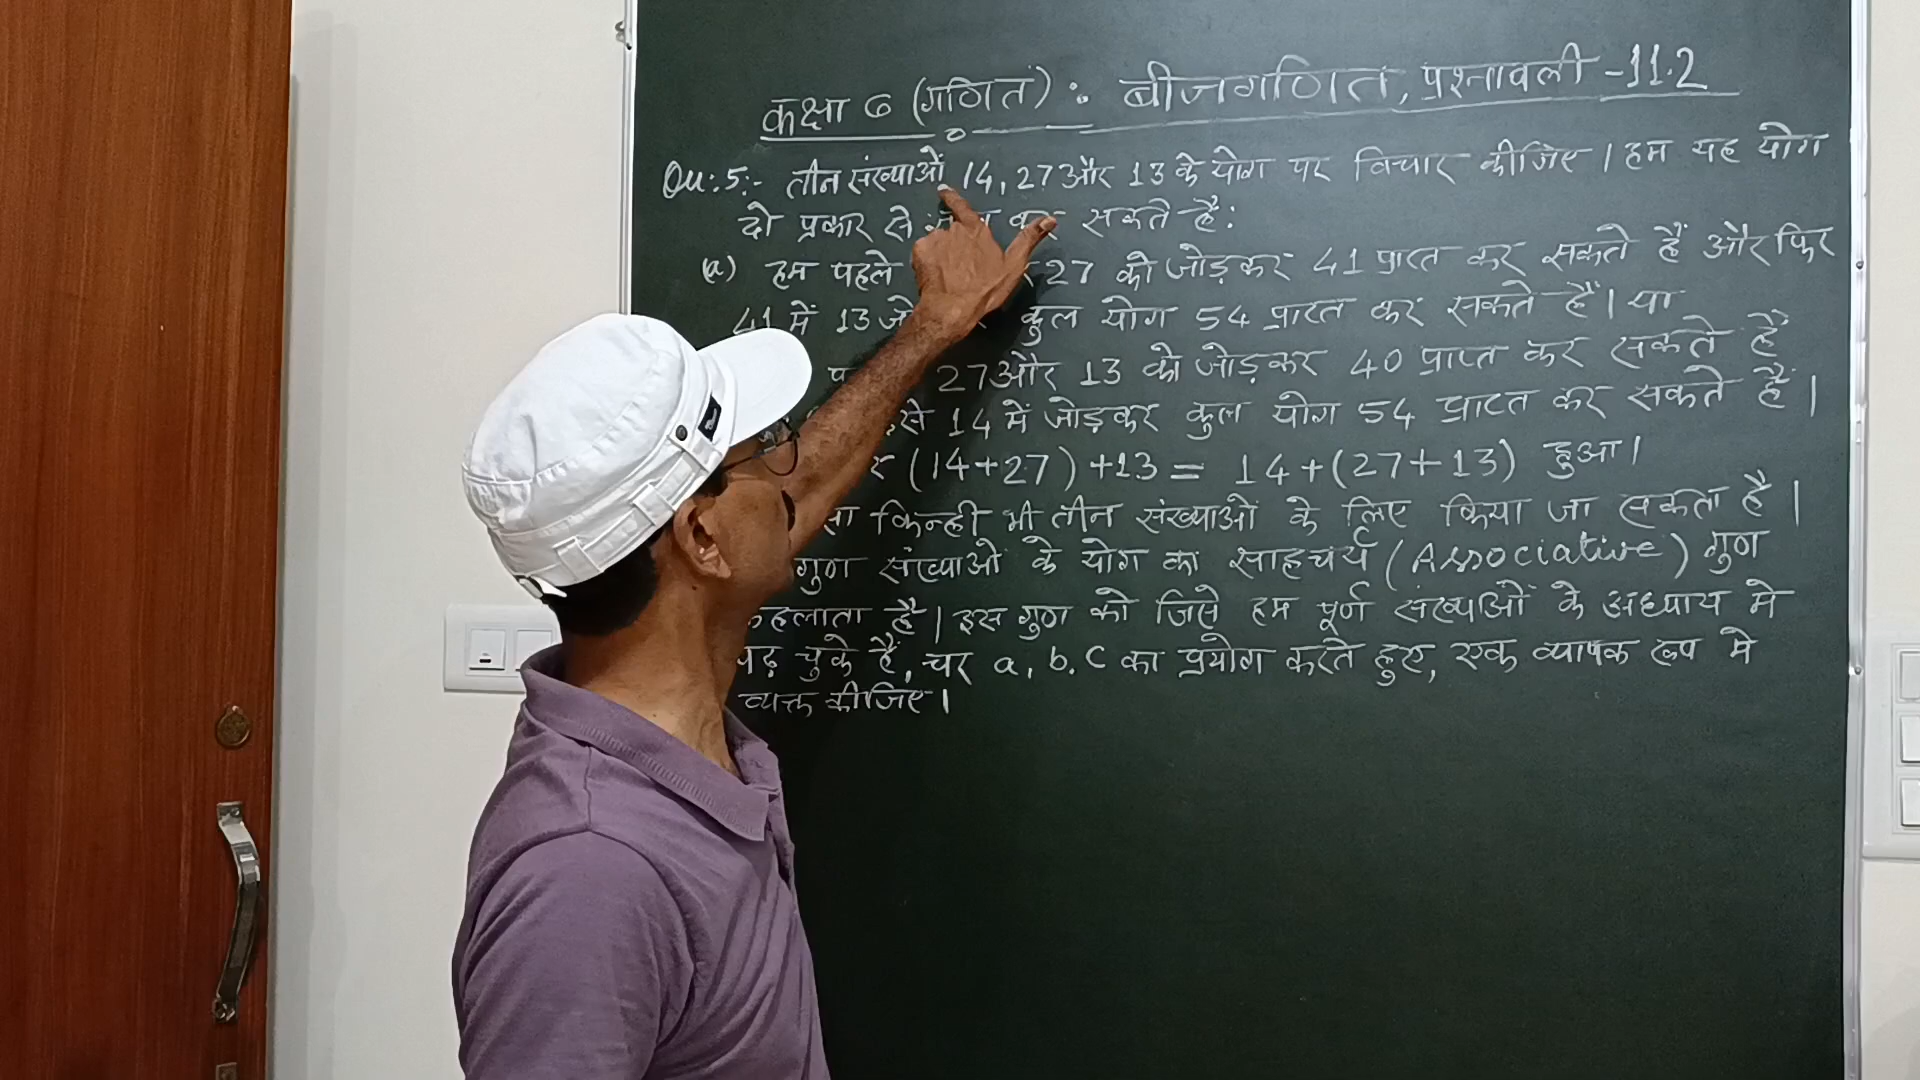 कक्षा 6 (गणित) : बीजगणित, प्रश्नावली -11.2
Qu:5:- तीन संख्याओं 14, 27 और 13 के योग पर विचार कीजिए । हम यह योग
दो प्रकार से सकते हैं:
(a) हम पहले 27 को जोड़कर 41 प्राप्त कर सकते हैं और फिर
41 में 13 कुल योग 54 प्राप्त कर सकते हैं । या
27 और 13 को जोड़कर 40 प्राप्त कर सकते हैं
14 में जोड़कर कुल योग 54 प्राप्त कर सकते हैं ।
(14+27) +13 = 14+(27+13) हुआ ।
किन्ही भी तीन संख्याओं के लिए किया जा सकता है ।
गुण संख्याओं के योग का साहचर्य (Associative) गुण
कहलाता है । इस गुण को जिसे हम पूर्ण संख्याओं के अध्याय मे
पढ़ चुके हैं, चर a, b, c का प्रयोग करते हुए, एक व्यापक रूप मे
व्यक्त कीजिए ।